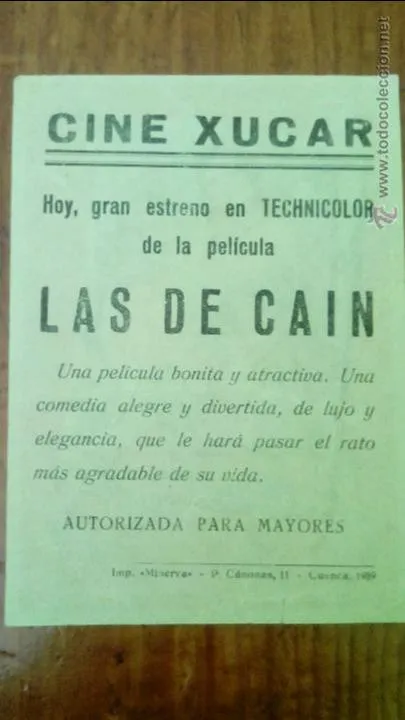 CINE XUCAR
Hoy, gran estreno en TECHNICOLOR
de la película
LAS DE CAIN
Una pelicula bonita y atractiva. Una
comedia alegre y divertida, de lujo y
elegancia, que le hará pasar el rato
más agradable de su vida.
AUTORIZADA PARA MAYORES
Imp. «Minerva» - P. Cánovas, 11 - Cuenca, 1959
www.todocoleccion.net